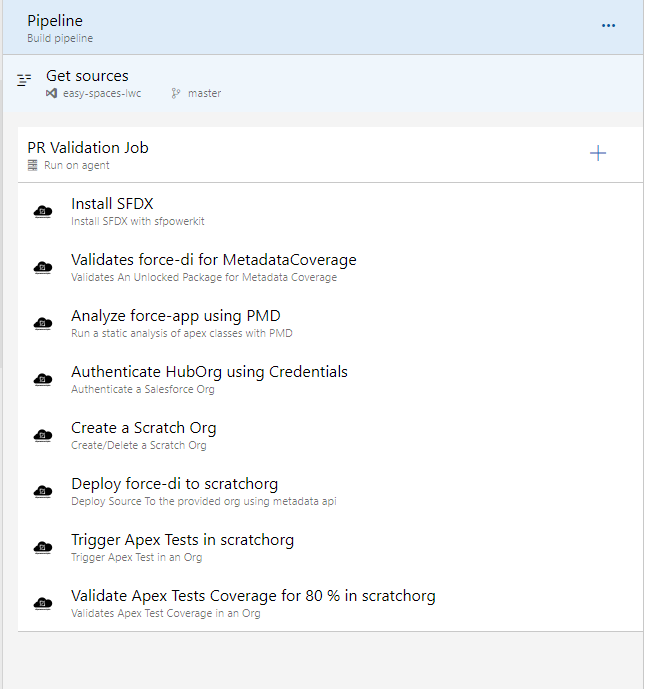 Pipeline
Build pipeline
Get sources
easy-spaces-lwc master
PR Validation Job
Run on agent
Install SFDX
Install SFDX with sfpowerkit
Validates force-di for MetadataCoverage
Validates An Unlocked Package for Metadata Coverage
Analyze force-app using PMD
Run a static analysis of apex classes with PMD
Authenticate HubOrg using Credentials
Authenticate a Salesforce Org
Create a Scratch Org
Create/Delete a Scratch Org
Deploy force-di to scratchorg
Deploy Source To the provided org using metadata api
Trigger Apex Tests in scratchorg
Trigger Apex Test in an Org
Validate Apex Tests Coverage for 80 % in scratchorg
Validates Apex Test Coverage in an Org